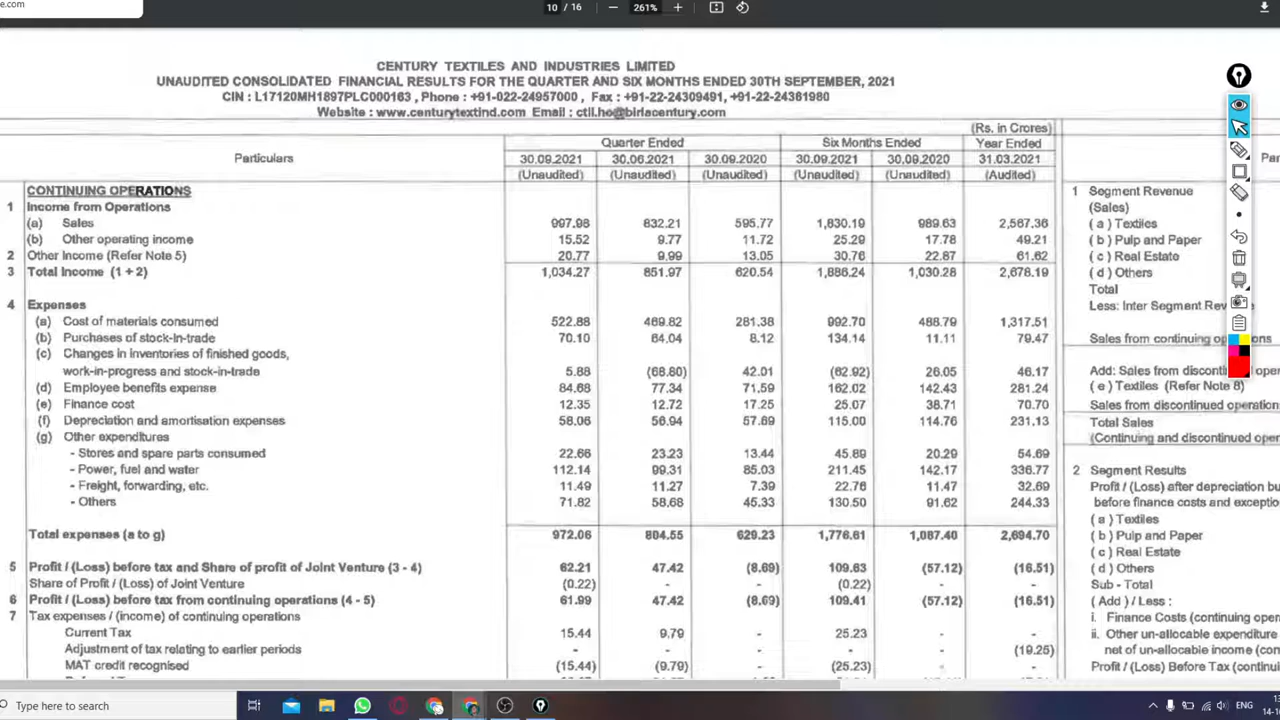 e.com
10 / 16 — 261% +
CENTURY TEXTILES AND INDUSTRIES LIMITED
UNAUDITED CONSOLIDATED FINANCIAL RESULTS FOR THE QUARTER AND SIX MONTHS ENDED 30TH SEPTEMBER, 2021
CIN : L17120MH1897PLC000163 , Phone : +91-022-24957000 , Fax : +91-22-24309491, +91-22-24361980
Website : www.centurytextind.com Email : ctil.ho@birlacentury.com
(Rs. in Crores)
Particulars Quarter Ended Six Months Ended Year Ended
30.09.2021 30.06.2021 30.09.2020 30.09.2021 30.09.2020 31.03.2021
(Unaudited) (Unaudited) (Unaudited) (Unaudited) (Unaudited) (Audited)
CONTINUING OPERATIONS
1 Income from Operations
(a) Sales 997.98 832.21 595.77 1,830.19 989.63 2,567.36
(b) Other operating income 15.52 9.77 11.72 25.29 17.78 49.21
2 Other Income (Refer Note 5) 20.77 9.99 13.05 30.76 22.87 61.62
3 Total Income (1 + 2) 1,034.27 851.97 620.54 1,886.24 1,030.28 2,678.19
4 Expenses
(a) Cost of materials consumed 522.88 469.82 281.38 992.70 488.79 1,317.51
(b) Purchases of stock-in-trade 70.10 64.04 8.12 134.14 11.11 79.47
(c) Changes in inventories of finished goods,
work-in-progress and stock-in-trade 5.88 (68.80) 42.01 (62.92) 26.05 46.17
(d) Employee benefits expense 84.68 77.34 71.59 162.02 142.43 281.24
(e) Finance cost 12.35 12.72 17.25 25.07 38.71 70.70
(f) Depreciation and amortisation expenses 58.06 56.94 57.69 115.00 114.76 231.13
(g) Other expenditures
- Stores and spare parts consumed 22.66 23.23 13.44 45.89 20.29 54.69
- Power, fuel and water 112.14 99.31 85.03 211.45 142.17 336.77
- Freight, forwarding, etc. 11.49 11.27 7.39 22.76 11.47 32.69
- Others 71.82 58.68 45.33 130.50 91.62 244.33
Total expenses (a to g) 972.06 804.55 629.23 1,776.61 1,087.40 2,694.70
5 Profit / (Loss) before tax and Share of profit of Joint Venture (3 - 4) 62.21 47.42 (8.69) 109.63 (57.12) (16.51)
Share of Profit / (Loss) of Joint Venture (0.22) - - (0.22) - -
6 Profit / (Loss) before tax from continuing operations (4 - 5) 61.99 47.42 (8.69) 109.41 (57.12) (16.51)
7 Tax expenses / (income) of continuing operations
Current Tax 15.44 9.79 - 25.23 - -
Adjustment of tax relating to earlier periods - - - - - (19.25)
MAT credit recognised (15.44) (9.79) - (25.23) - -
1 Segment Revenue
(Sales)
( a ) Textiles
( b ) Pulp and Paper
( c ) Real Estate
( d ) Others
Total
Less: Inter Segment Rev
Sales from continuing op
Add: Sales from discont
( e ) Textiles (Refer Note 8)
Sales from discontinued operation
Total Sales
(Continuing and discontinued oper
2 Segment Results
Profit / (Loss) after depreciation bu
before finance costs and exceptio
( a ) Textiles
( b ) Pulp and Paper
( c ) Real Estate
( d ) Others
Sub - Total
( Add ) / Less :
i. Finance Costs (continuing oper
ii. Other un-allocable expenditure
net of un-allocable income (con
Profit / (Loss) Before Tax (continui
Type here to search
ENG